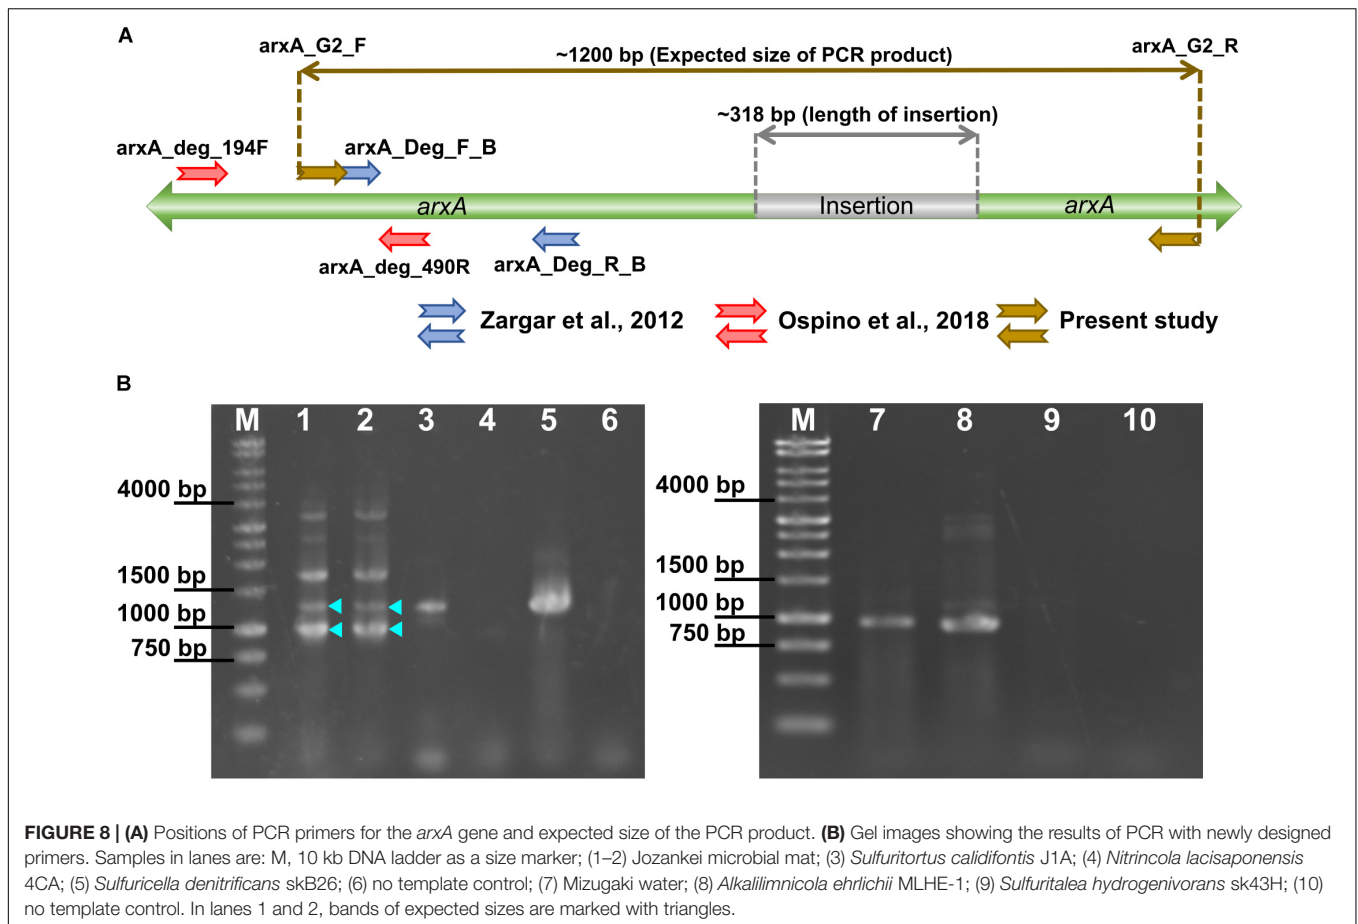 A
arxA_G2_F
~1200 bp (Expected size of PCR product)
arxA_G2_R
~318 bp (length of insertion)
arxA_deg_194F
arxA_Deg_F_B
arxA
Insertion
arxA
arxA_deg_490R
arxA_Deg_R_B
Zargar et al., 2012
Ospino et al., 2018
Present study
B
M 1 2 3 4 5 6
4000 bp
1500 bp
1000 bp
750 bp
M 7 8 9 10
4000 bp
1500 bp
1000 bp
750 bp
FIGURE 8 | (A) Positions of PCR primers for the arxA gene and expected size of the PCR product. (B) Gel images showing the results of PCR with newly designed
primers. Samples in lanes are: M, 10 kb DNA ladder as a size marker; (1–2) Jozankei microbial mat; (3) Sulfuritortus calidifontis J1A; (4) Nitrincola lacisaponensis
4CA; (5) Sulfuricella denitrificans skB26; (6) no template control; (7) Mizugaki water; (8) Alkalilimnicola ehrlichii MLHE-1; (9) Sulfuritalea hydrogenivorans sk43H; (10)
no template control. In lanes 1 and 2, bands of expected sizes are marked with triangles.